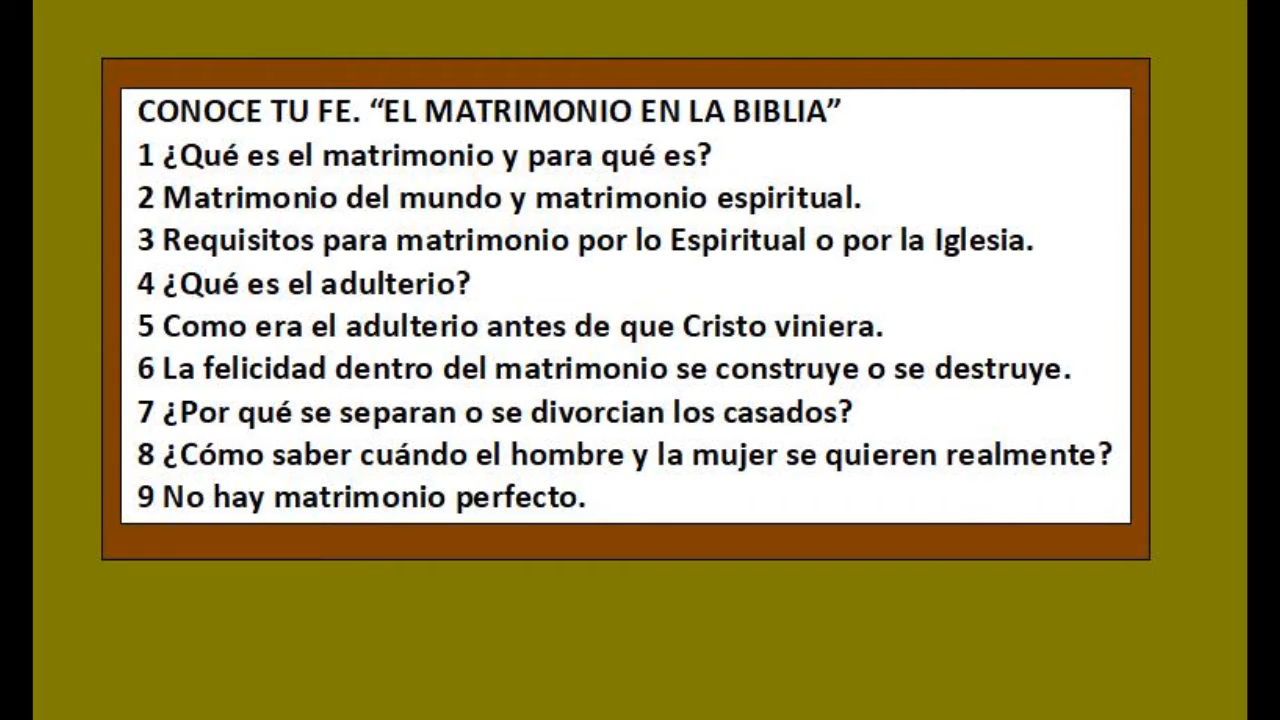 CONOCE TU FE. “EL MATRIMONIO EN LA BIBLIA”
1 ¿Qué es el matrimonio y para qué es?
2 Matrimonio del mundo y matrimonio espiritual.
3 Requisitos para matrimonio por lo Espiritual o por la Iglesia.
4 ¿Qué es el adulterio?
5 Como era el adulterio antes de que Cristo viniera.
6 La felicidad dentro del matrimonio se construye o se destruye.
7 ¿Por qué se separan o se divorcian los casados?
8 ¿Cómo saber cuándo el hombre y la mujer se quieren realmente?
9 No hay matrimonio perfecto.